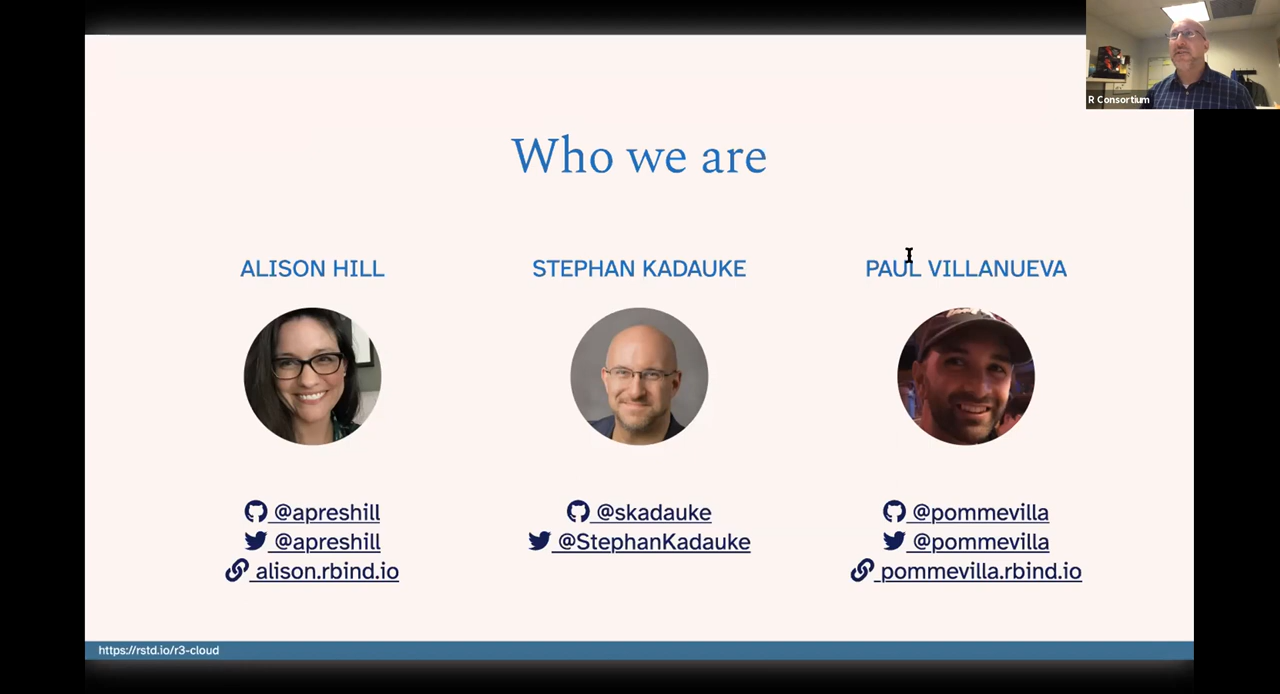 R Consortium
Who we are
ALISON HILL
@apreshill
@apreshill
alison.rbind.io
STEPHAN KADAUKE
@skadauke
@StephanKadauke
PAUL VILLANUEVA
@pommevilla
@pommevilla
pommevilla.rbind.io
https://rstd.io/r3-cloud